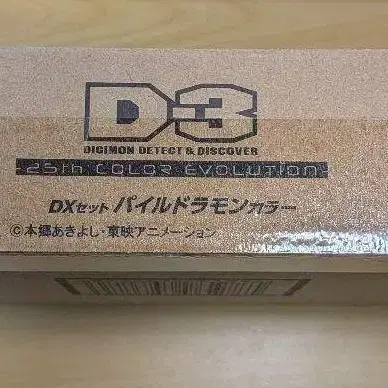 D-3
DIGIMON DETECT & DISCOVER
-25th COLOR EVOLUTION-
DXセット パイルドラモンカラー
©本郷あきよし・東映アニメーション